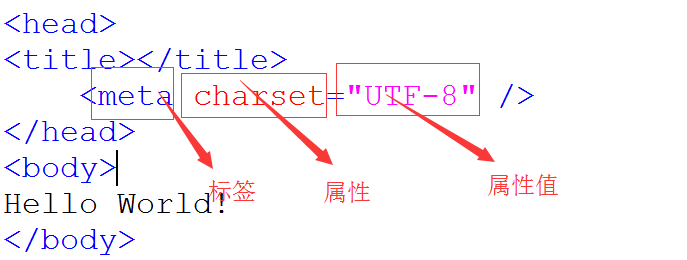 <head>
<title></title>
    <meta charset="UTF-8" />
</head>
<body>
标签 属性 属性值
Hello World!
</body>